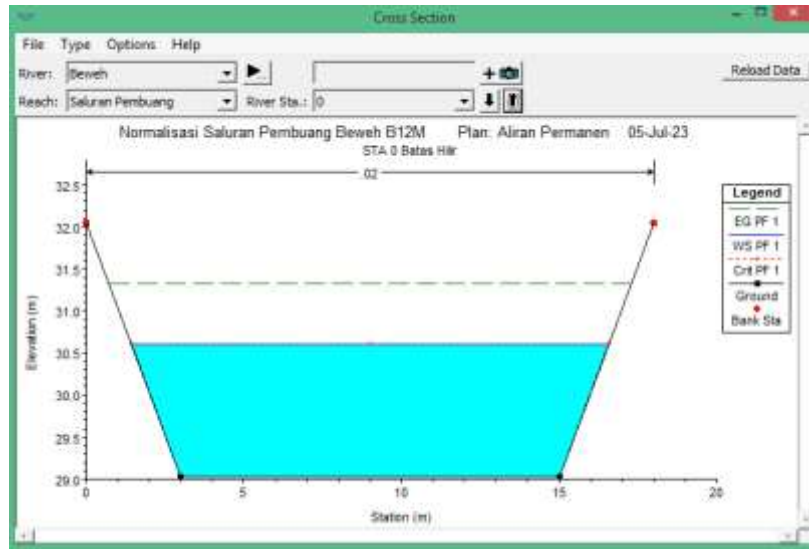 Cross Section
File Type Options Help
River: Beweh
Reload Data
Reach: Saluran Pembuang River Sta.: 0
Normalisasi Saluran Pembuang Beweh B12M Plan: Aliran Permanen 05-Jul-23
STA 0 Batas Hilir
.02
32.5
32.0
31.5
31.0
30.5
30.0
29.5
29.0
0 5 10 15 20
Elevation (m)
Station (m)
Legend
EG PF 1
WS PF 1
Crit PF 1
Ground
Bank Sta